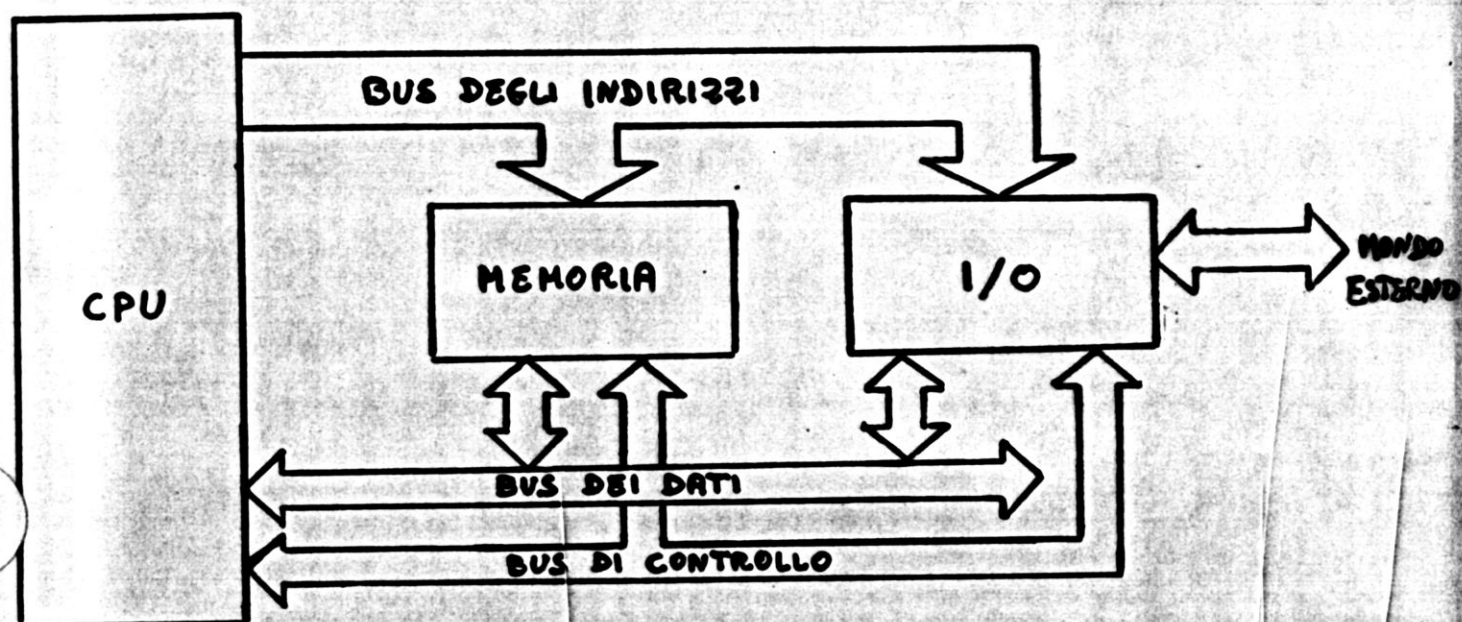 BUS DEGLI INDIRIZZI
CPU
MEMORIA
I/O
MONDO
ESTERNO
BUS DEI DATI
BUS DI CONTROLLO